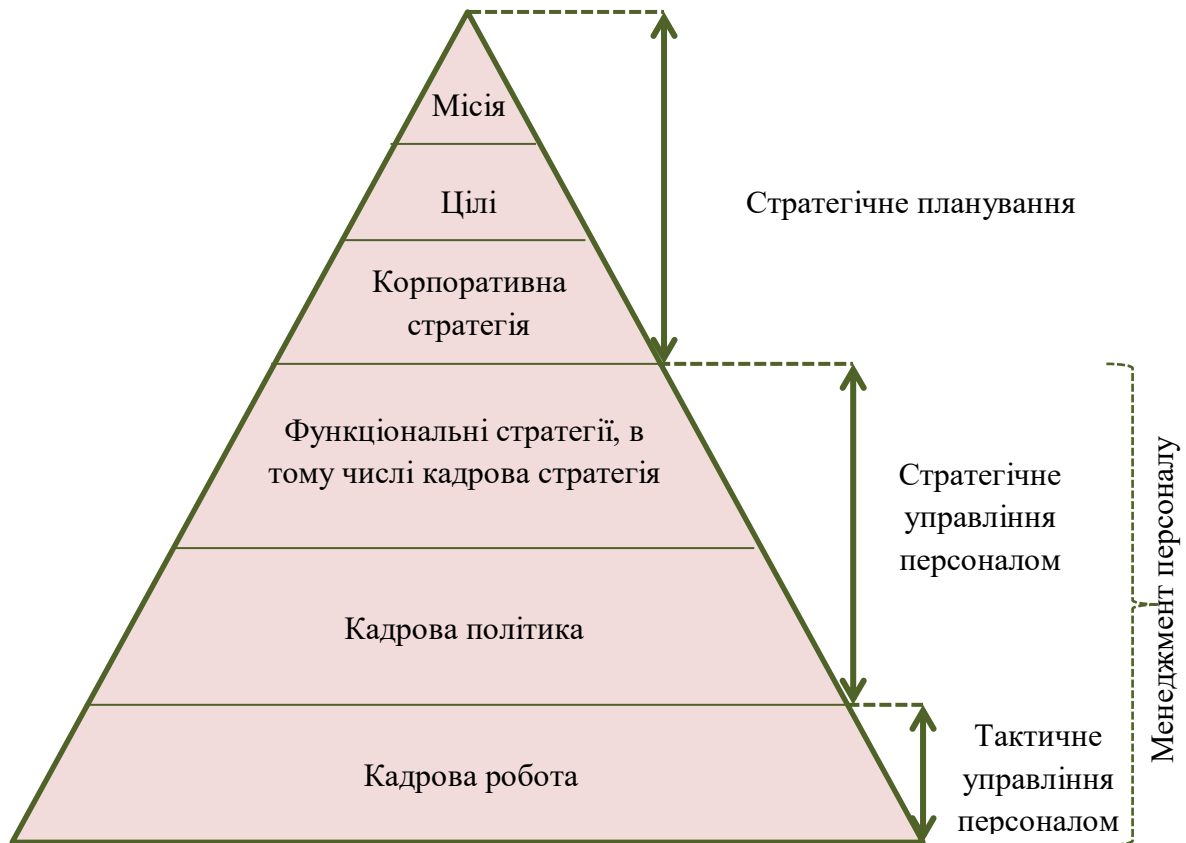 Місія
Цілі
Стратегічне планування
Корпоративна
стратегія
Функціональні стратегії, в
тому числі кадрова стратегія
Стратегічне
управління
персоналом
Менеджмент персоналу
Кадрова політика
Кадрова робота
Тактичне
управління
персоналом